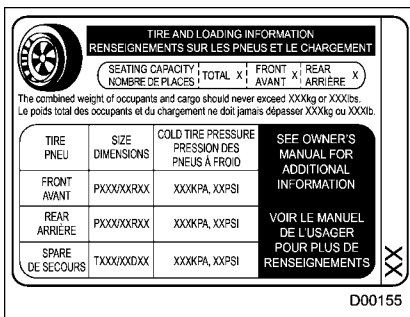 TIRE AND LOADING INFORMATION
RENSEIGNEMENTS SUR LES PNEUS ET LE CHARGEMENT
SEATING CAPACITY
NOMBRE DE PLACES
TOTAL X
FRONT
AVANT
X
REAR
ARRIÈRE
X
The combined weight of occupants and cargo should never exceed XXXkg or XXXlbs.
Le poids total des occupants et du chargement ne doit jamais dépasser XXXkg ou XXXlb.
TIRE
PNEU
SIZE
DIMENSIONS
COLD TIRE PRESSURE
PRESSION DES
PNEUS À FROID
FRONT
AVANT
PXXX/XXRXX
XXXKPA, XXPSI
REAR
ARRIÈRE
PXXX/XXRXX
XXXKPA, XXPSI
SPARE
DE SECOURS
TXXX/XXDXX
XXXKPA, XXPSI
SEE OWNER'S
MANUAL FOR
ADDITIONAL
INFORMATION
VOIR LE MANUEL
DE L'USAGER
POUR PLUS DE
RENSEIGNEMENTS
XX
D00155